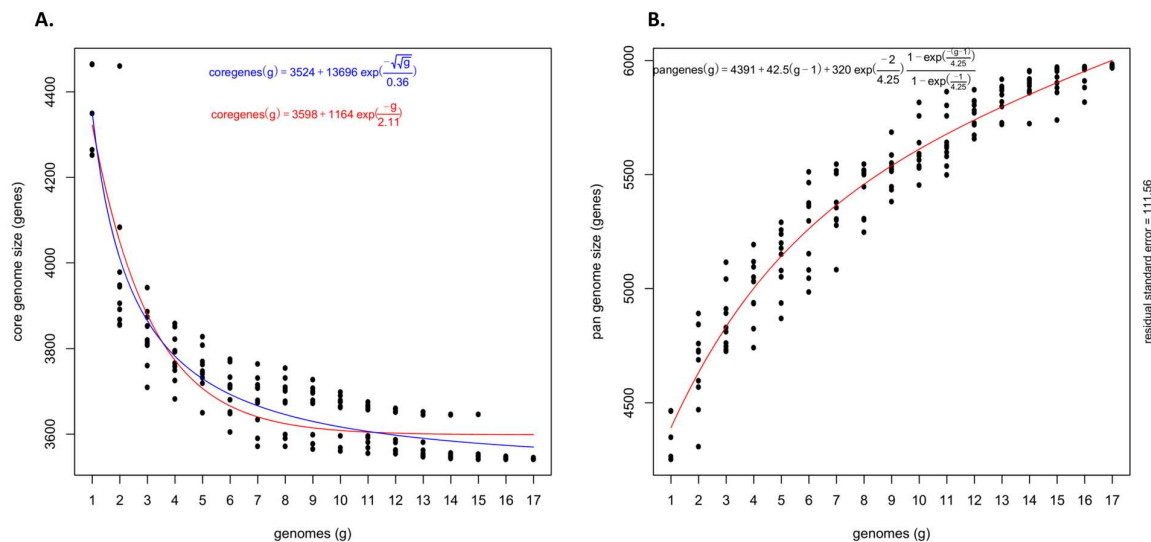 A.
coregenes(g) = 3524 + 13696 exp(-√√g / 0.36)
coregenes(g) = 3598 + 1164 exp(-g / 2.11)
core genome size (genes)
4400
4200
4000
3800
3600
1 2 3 4 5 6 7 8 9 10 11 12 13 14 15 16 17
genomes (g)
B.
pangenes(g) = 4391 + 42.5(g-1) + 320 exp(-2 / 4.25) 1 - exp(-(g-1) / 4.25) / 1 - exp(-1 / 4.25)
pan genome size (genes)
6000
5500
5000
4500
1 2 3 4 5 6 7 8 9 10 11 12 13 14 15 16 17
genomes (g)
residual standard error = 111.56